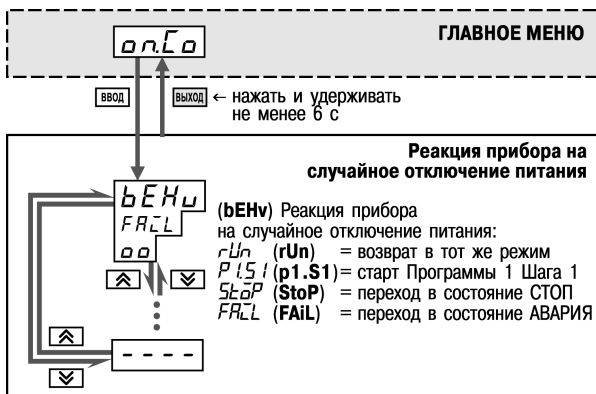 ГЛАВНОЕ МЕНЮ
on.Co
ввод
выход ← нажать и удерживать
не менее 6 с
Реакция прибора на
случайное отключение питания
bEHv
FAiL
oo
(bEHv) Реакция прибора
на случайное отключение питания:
rUn (rUn) = возврат в тот же режим
P1.S1 (p1.S1) = старт Программы 1 Шага 1
StoP (StoP) = переход в состояние СТОП
FAiL (FAiL) = переход в состояние АВАРИЯ
- - - -